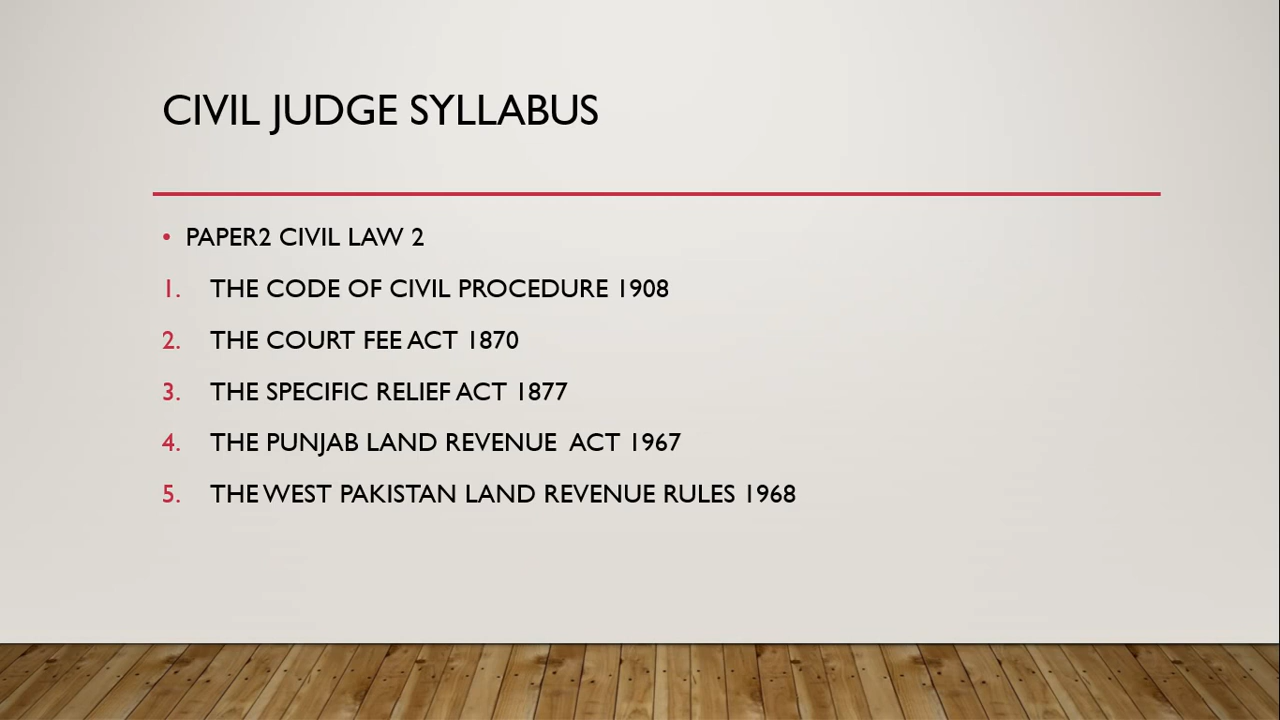 CIVIL JUDGE SYLLABUS
• PAPER2 CIVIL LAW 2
1. THE CODE OF CIVIL PROCEDURE 1908
2. THE COURT FEE ACT 1870
3. THE SPECIFIC RELIEF ACT 1877
4. THE PUNJAB LAND REVENUE ACT 1967
5. THE WEST PAKISTAN LAND REVENUE RULES 1968